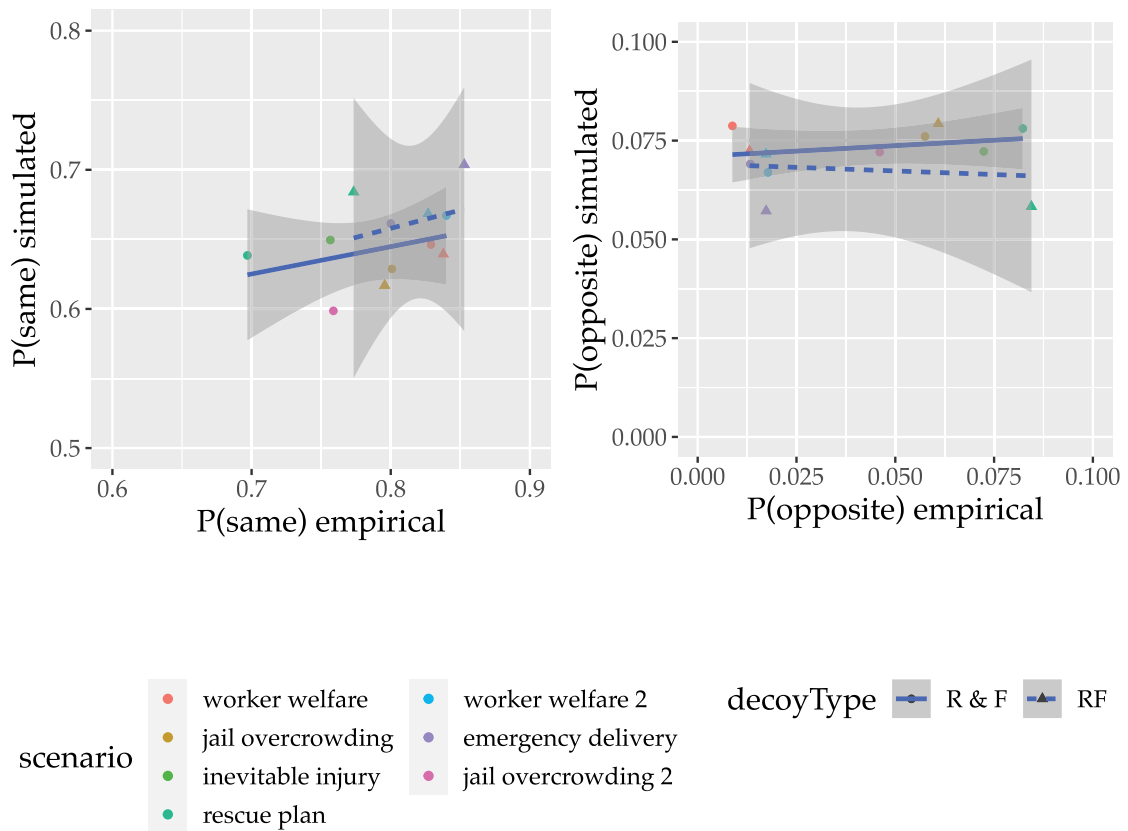 0.8
0.7
0.6
0.5
P(same) simulated
0.6 0.7 0.8 0.9
P(same) empirical
0.100
0.075
0.050
0.025
0.000
P(opposite) simulated
0.000 0.025 0.050 0.075 0.100
P(opposite) empirical
scenario
worker welfare
jail overcrowding
inevitable injury
rescue plan
worker welfare 2
emergency delivery
jail overcrowding 2
decoyType R & F RF